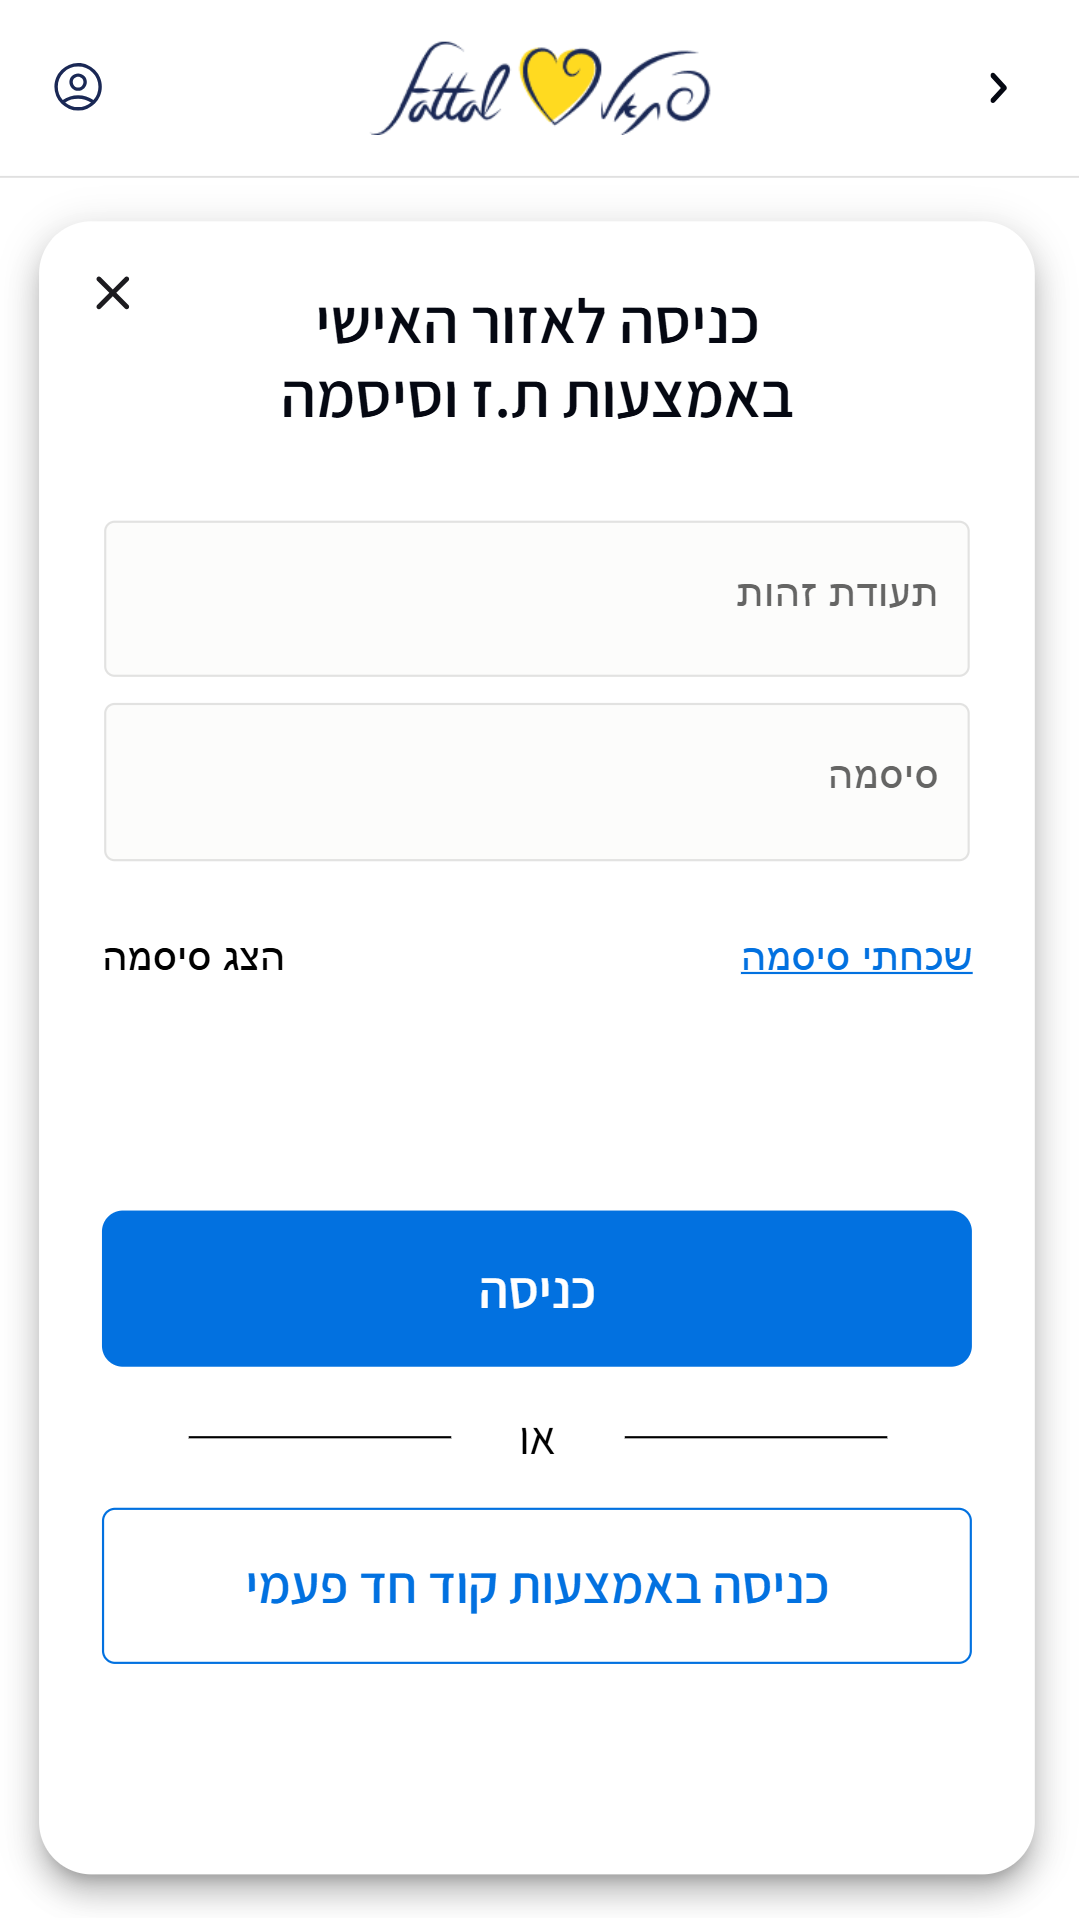 fattal פתאל
כניסה לאזור האישי
באמצעות ת.ז וסיסמה
תעודת זהות
סיסמה
שכחתי סיסמה
הצג סיסמה
כניסה
או
כניסה באמצעות קוד חד פעמי